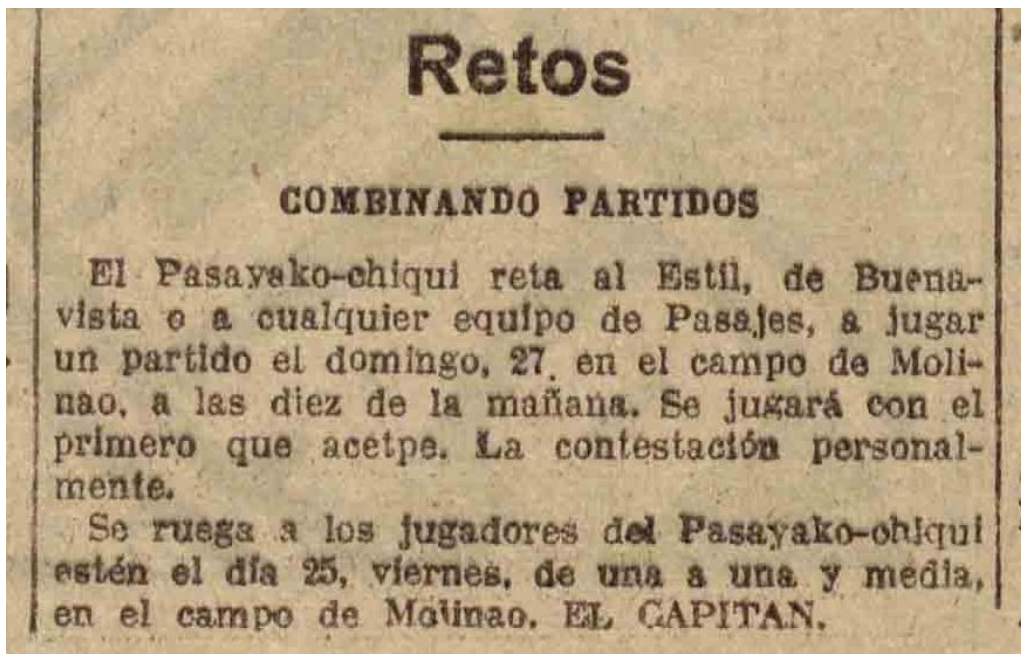 Retos
COMBINANDO PARTIDOS
El Pasayako-chiqui reta al Estil, de Buena-
vista o a cualquier equipo de Pasajes, a jugar
un partido el domingo, 27, en el campo de Moli-
nao, a las diez de la mañana. Se jugará con el
primero que acetpe. La contestación personal-
mente.
Se ruega a los jugadores del Pasayako-chiqui
estén el día 25, viernes, de una a una y media,
en el campo de Molinao. EL CAPITAN.